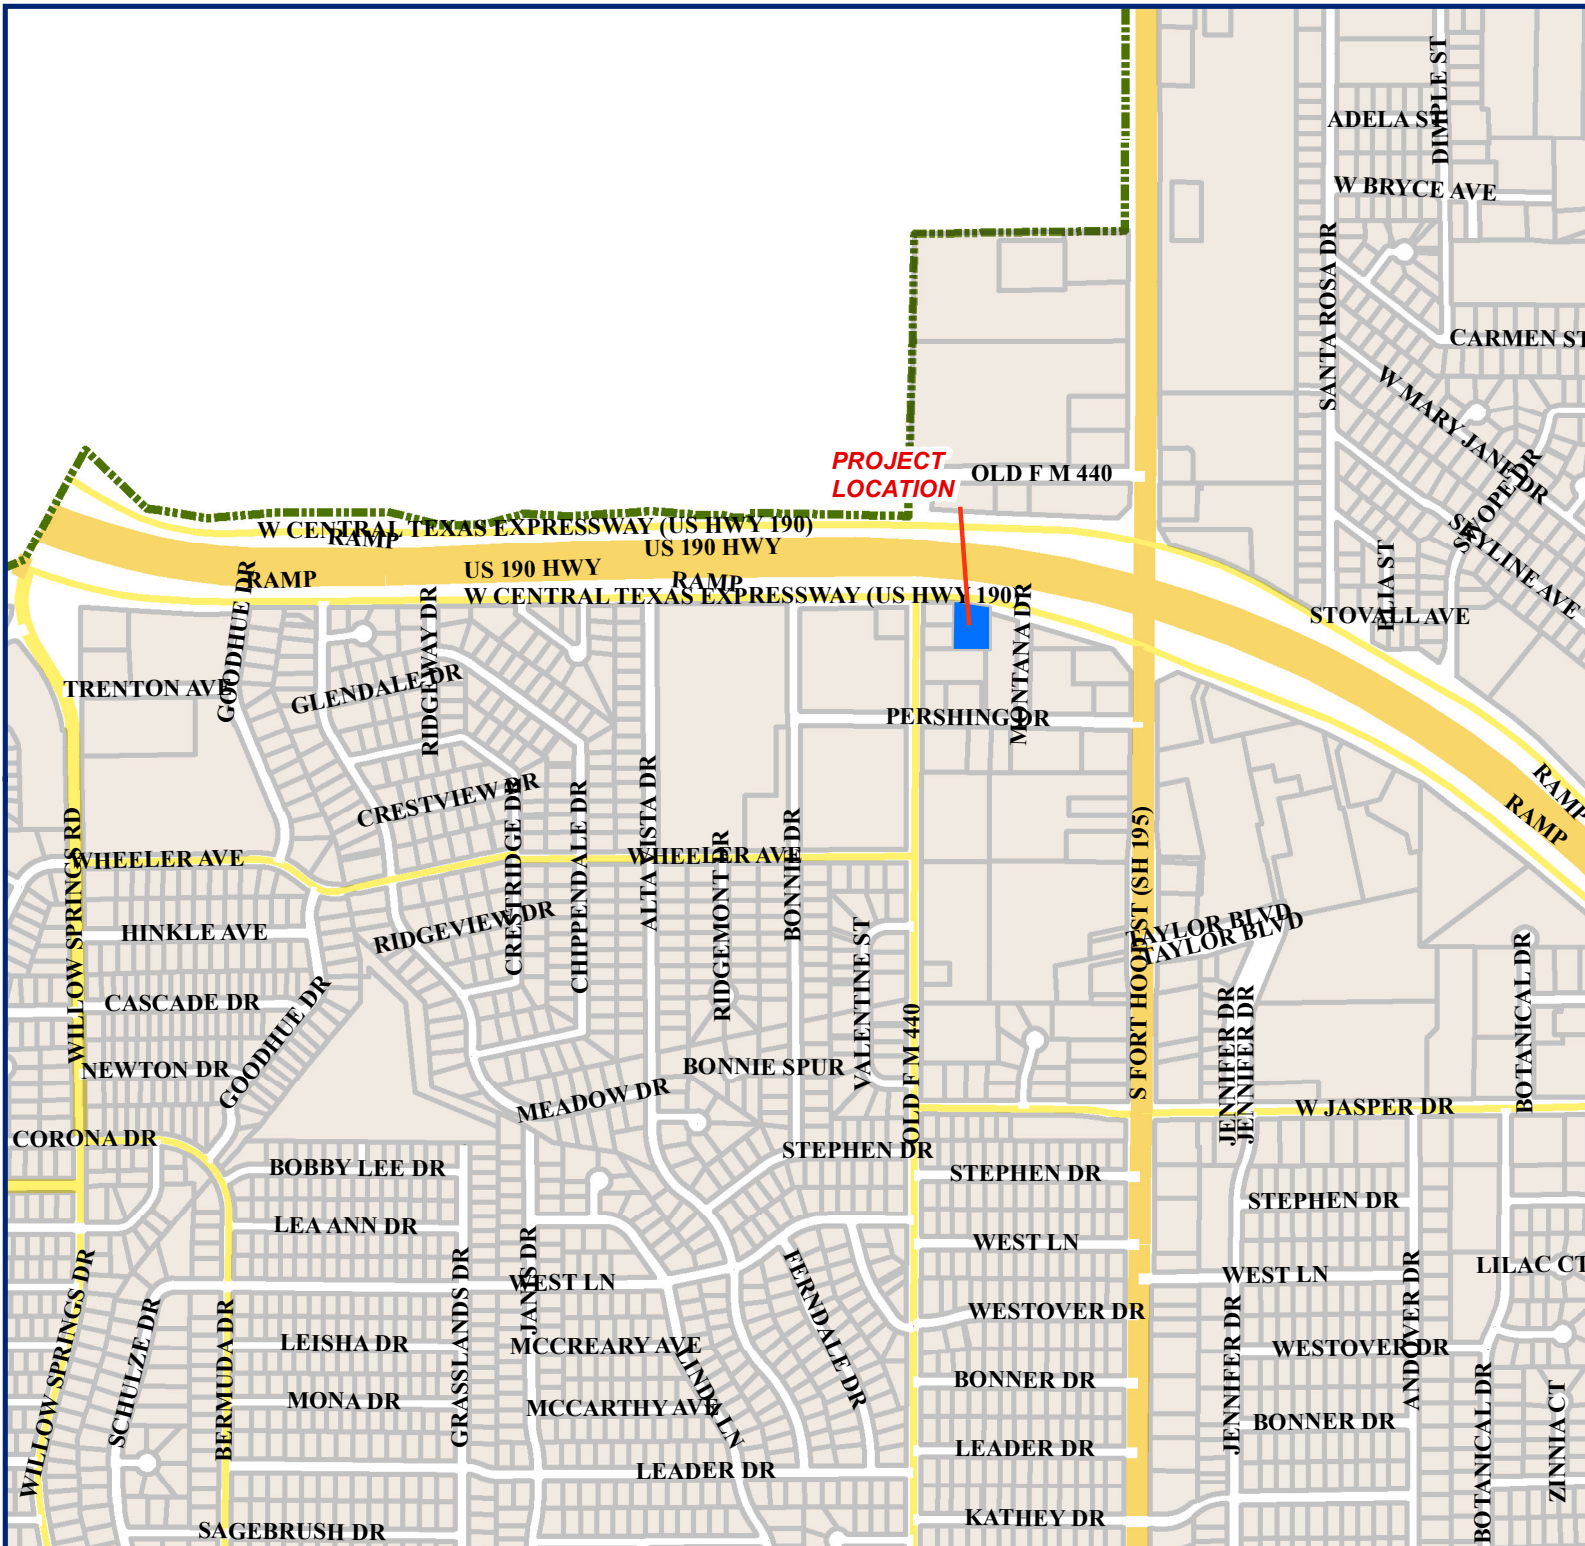 DIMPLE ST
ADELA ST
W BRYCE AVE
SANTA ROSA DR
CARMEN ST
W MARY JANE DR
PROJECT
LOCATION
OLD F M 440
SWOPE DR
SKYLINE AVE
W CENTRAL TEXAS EXPRESSWAY (US HWY 190)
RAMP
US 190 HWY
US 190 HWY
RAMP
RAMP
W CENTRAL TEXAS EXPRESSWAY (US HWY 190)
ELIA ST
STOVALL AVE
GOODHUE DR
RIDGEWAY DR
MONTANA DR
TRENTON AVE
GLENDALE DR
PERSHING DR
RAMP
RAMP
CRESTVIEW DR
CRESTRIDGE DR
CHIPPENDALE DR
ALTA VISTA DR
RIDGEMONT DR
BONNIE DR
WILLOW SPRINGS RD
WHEELER AVE
WHEELER AVE
S FORT HOOD ST (SH 195)
HINKLE AVE
RIDGEVIEW DR
VALENTINE ST
TAYLOR BLVD
TAYLOR BLVD
BOTANICAL DR
CASCADE DR
GOODHUE DR
NEWTON DR
BONNIE SPUR
OLD F M 440
JENNIFER DR
JENNIFER DR
MEADOW DR
W JASPER DR
CORONA DR
STEPHEN DR
BOBBY LEE DR
STEPHEN DR
STEPHEN DR
LEA ANN DR
WEST LN
WILLOW SPRINGS DR
SCHULZE DR
BERMUDA DR
GRASSLANDS DR
JANIS DR
WEST LN
FERNDALE DR
WEST LN
LILAC CT
WESTOVER DR
JENNIFER DR
ANDOVER DR
LEISHA DR
MCCREARY AVE
LINDA LN
WESTOVER DR
BONNER DR
MONA DR
MCCARTHY AVE
BONNER DR
BOTANICAL DR
ZINNIA CT
LEADER DR
LEADER DR
SAGEBRUSH DR
KATHEY DR